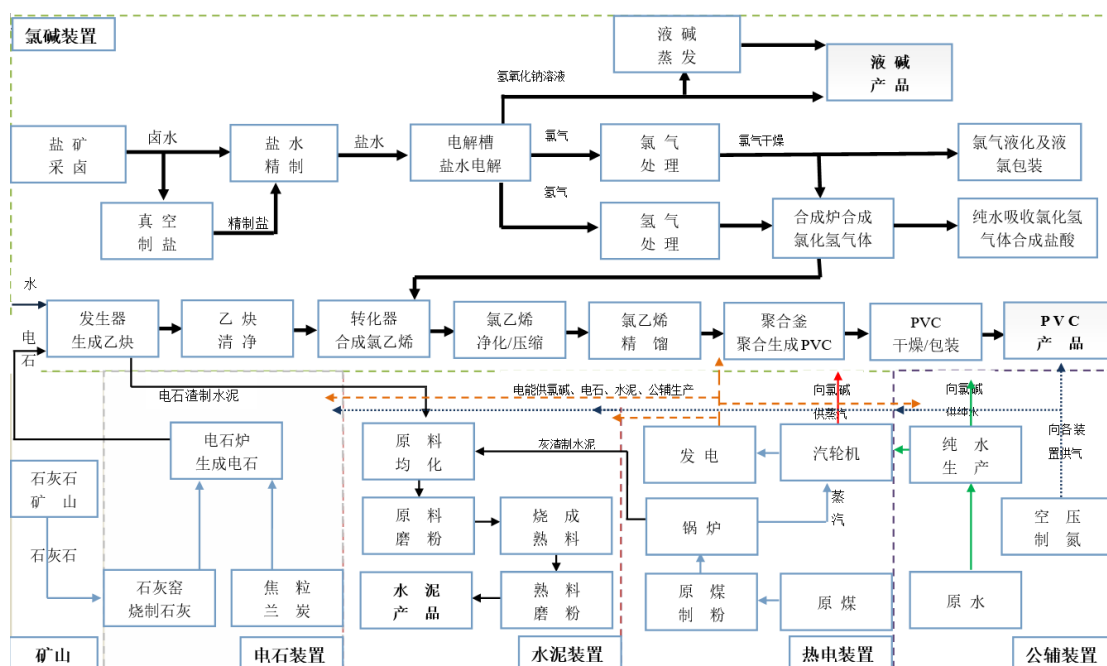 氯碱装置
液 碱
蒸 发
液 碱
产 品
氢氧化钠溶液
盐 矿
采 卤
卤水
盐 水
精 制
盐水
电解槽
盐水电解
氯气
氯 气
处 理
氯气干燥
氯气液化及液
氯包装
氢气
真 空
制 盐
精制盐
氢 气
处 理
合成炉合成
氯化氢气体
纯水吸收氯化氢
气体合成盐酸
水
电
石
发生器
生成乙炔
乙 炔
清 净
转化器
合成氯乙烯
氯乙烯
净化/压缩
氯乙烯
精 馏
聚合釜
聚合生成PVC
PVC
干燥/包装
PVC
产 品
电石渣制水泥
电能供氯碱、电石、水泥、公辅生产
向氯碱
供蒸汽
向氯碱
供纯水
向各装
置供气
电石炉
生成电石
原 料
均 化
灰渣制水泥
发 电
汽轮机
纯 水
生 产
石灰石
矿 山
蒸
汽
原 料
磨 粉
烧 成
熟 料
锅 炉
空 压
制 氮
石灰石
石灰窑
烧制石灰
焦 粒
兰 炭
水 泥
产 品
熟 料
磨 粉
原 煤
制 粉
原 煤
原 水
矿山
电石装置
水泥装置
热电装置
公辅装置